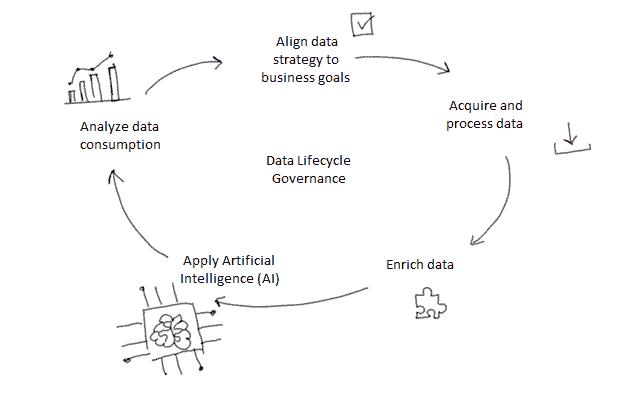 Align data
strategy to
business goals
Acquire and
process data
Enrich data
Apply Artificial
Intelligence (AI)
Analyze data
consumption
Data Lifecycle
Governance